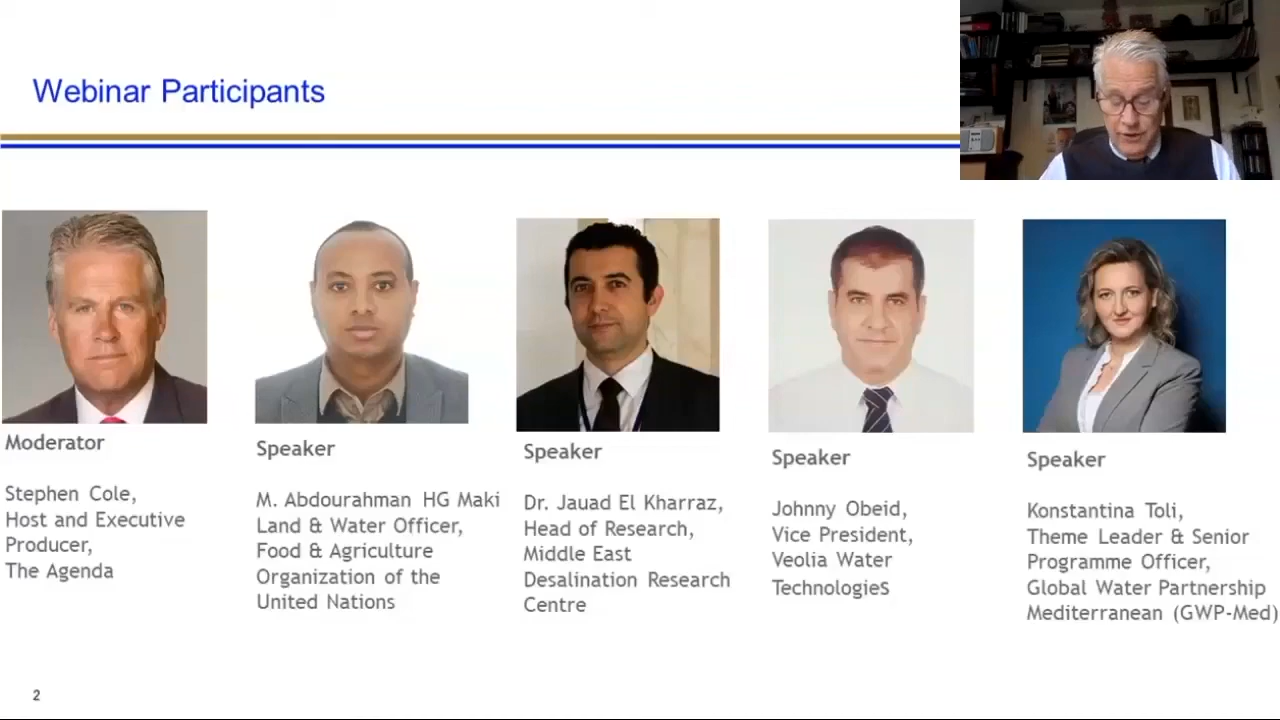 Webinar Participants
Moderator
Stephen Cole,
Host and Executive
Producer,
The Agenda
Speaker
M. Abdourahman HG Maki
Land & Water Officer,
Food & Agriculture
Organization of the
United Nations
Speaker
Dr. Jauad El Kharraz,
Head of Research,
Middle East
Desalination Research
Centre
Speaker
Johnny Obeid,
Vice President,
Veolia Water
Technologies
Speaker
Konstantina Toli,
Theme Leader & Senior
Programme Officer,
Global Water Partnership
Mediterranean (GWP-Med)
2